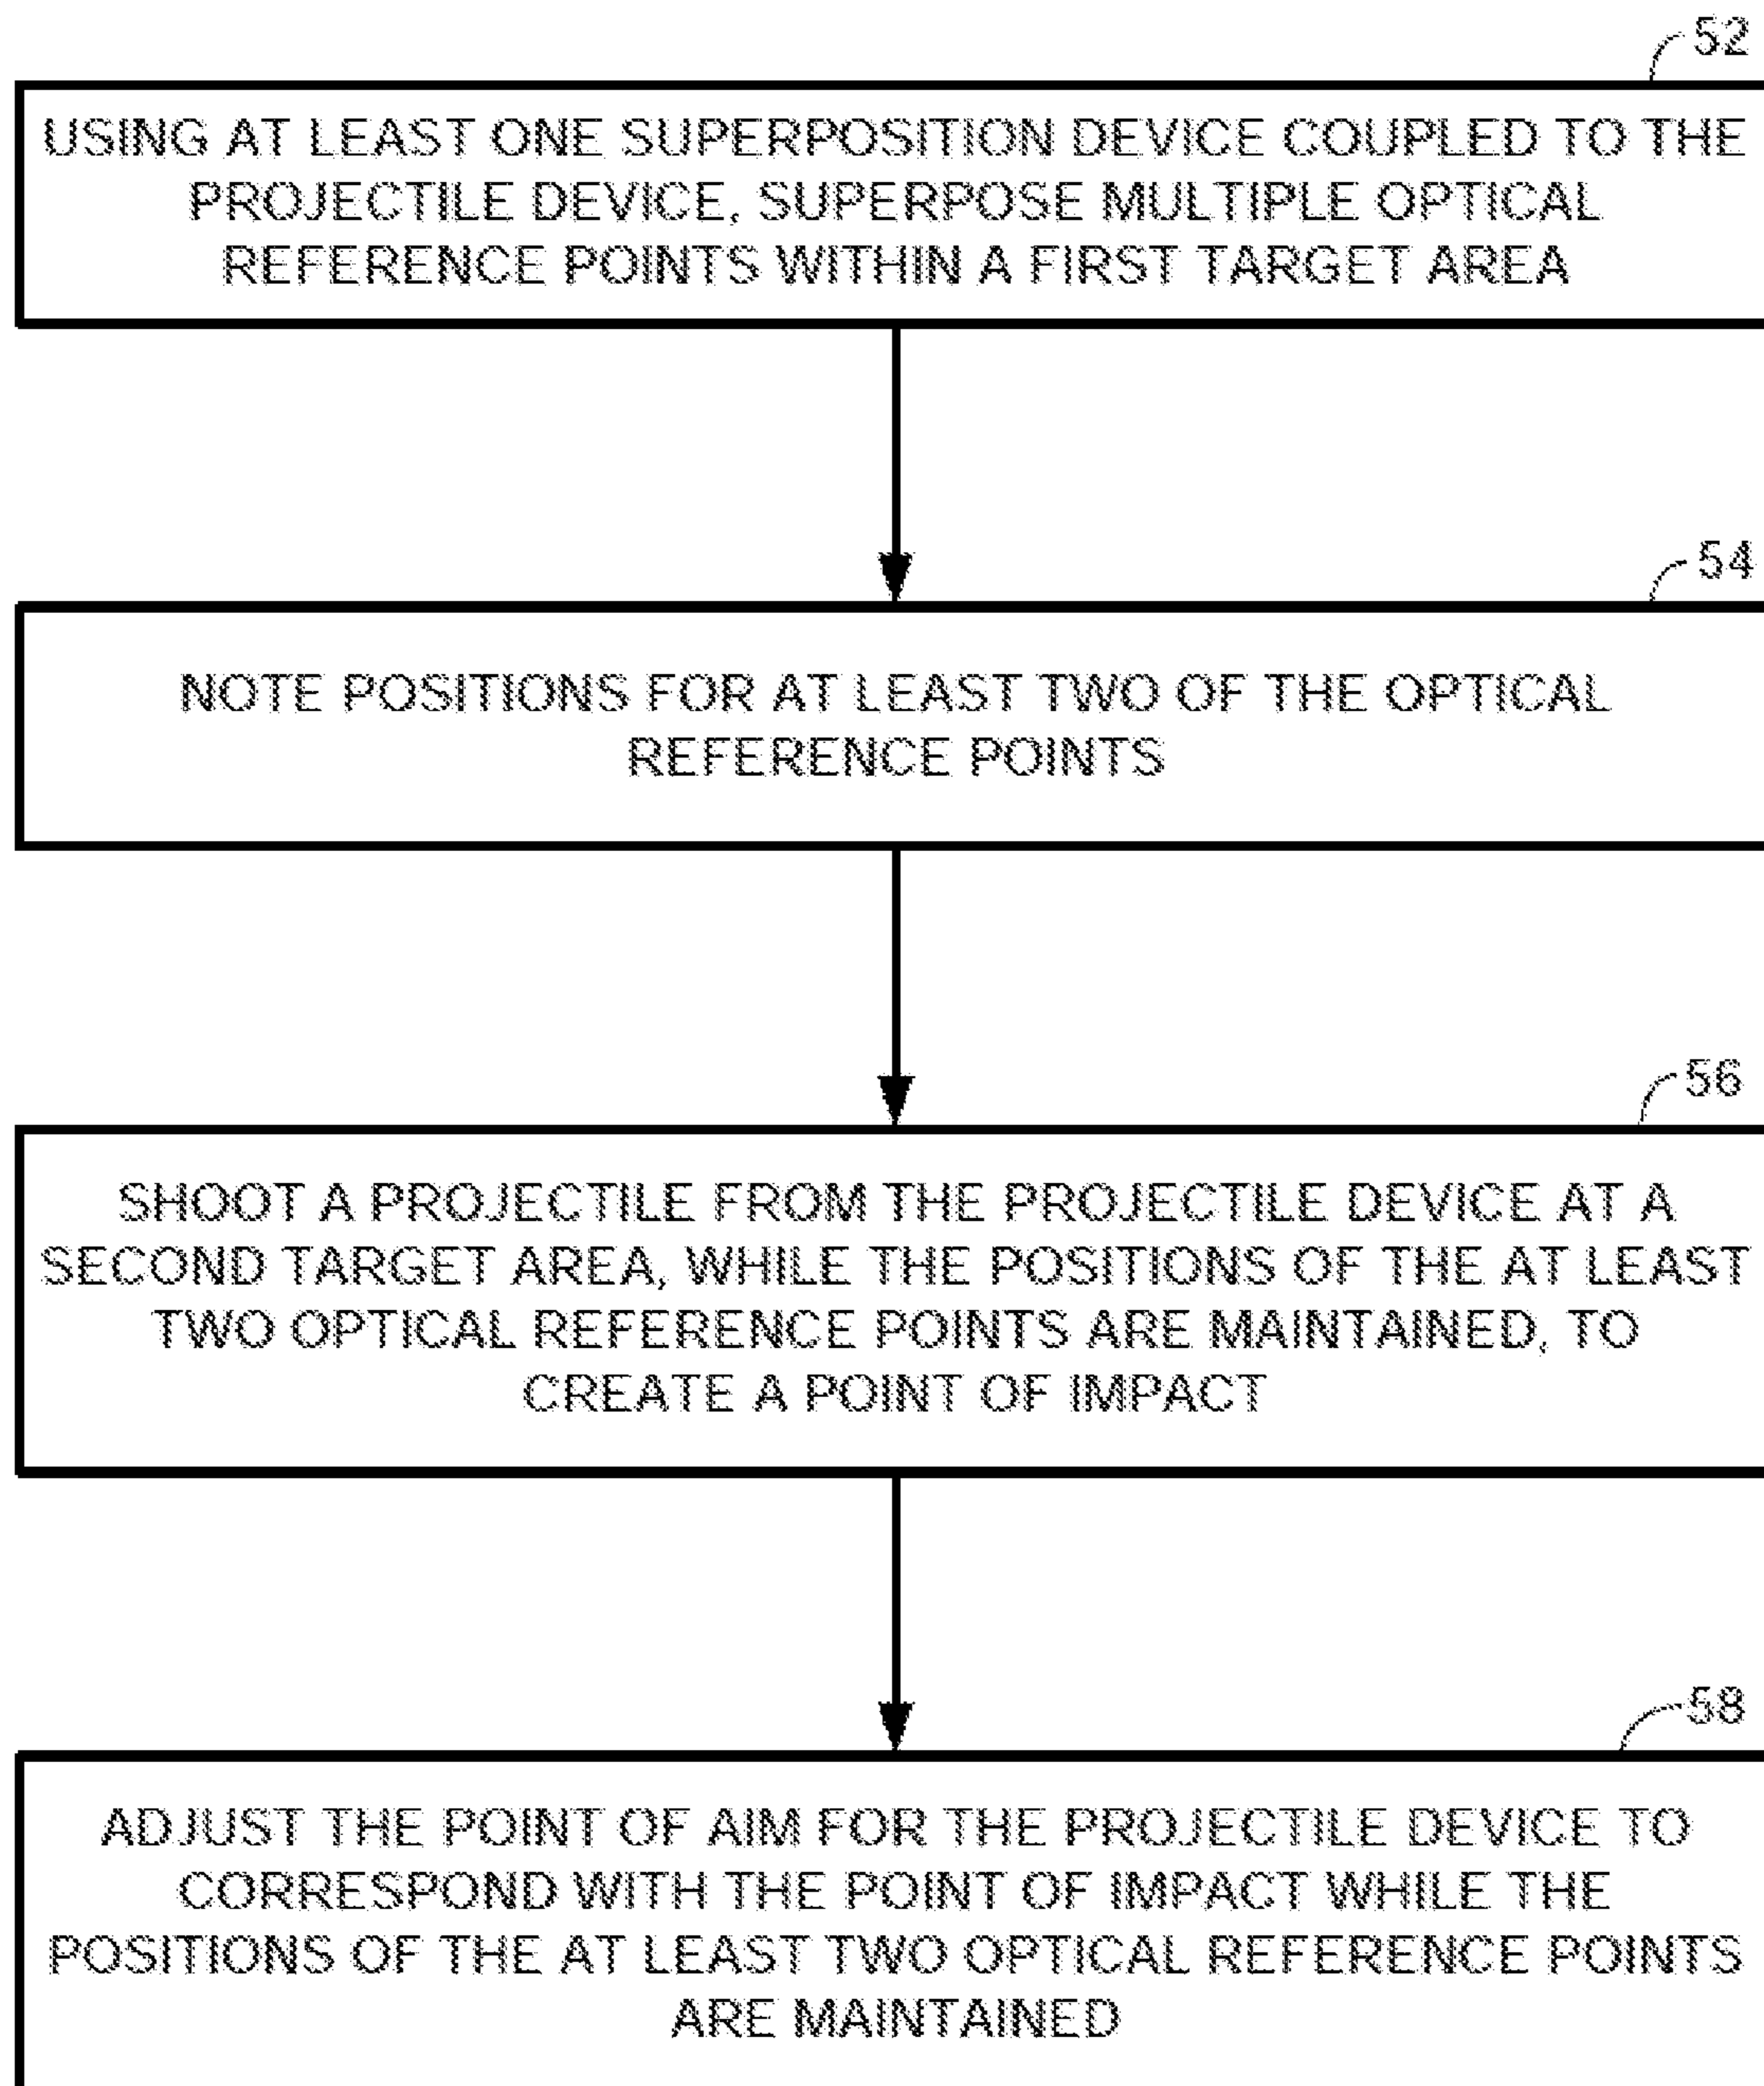 52
USING AT LEAST ONE SUPERPOSITION DEVICE COUPLED TO THE
PROJECTILE DEVICE, SUPERPOSE MULTIPLE OPTICAL
REFERENCE POINTS WITHIN A FIRST TARGET AREA
54
NOTE POSITIONS FOR AT LEAST TWO OF THE OPTICAL
REFERENCE POINTS
56
SHOOT A PROJECTILE FROM THE PROJECTILE DEVICE AT A
SECOND TARGET AREA, WHILE THE POSITIONS OF THE AT LEAST
TWO OPTICAL REFERENCE POINTS ARE MAINTAINED, TO
CREATE A POINT OF IMPACT
58
ADJUST THE POINT OF AIM FOR THE PROJECTILE DEVICE TO
CORRESPOND WITH THE POINT OF IMPACT WHILE THE
POSITIONS OF THE AT LEAST TWO OPTICAL REFERENCE POINTS
ARE MAINTAINED